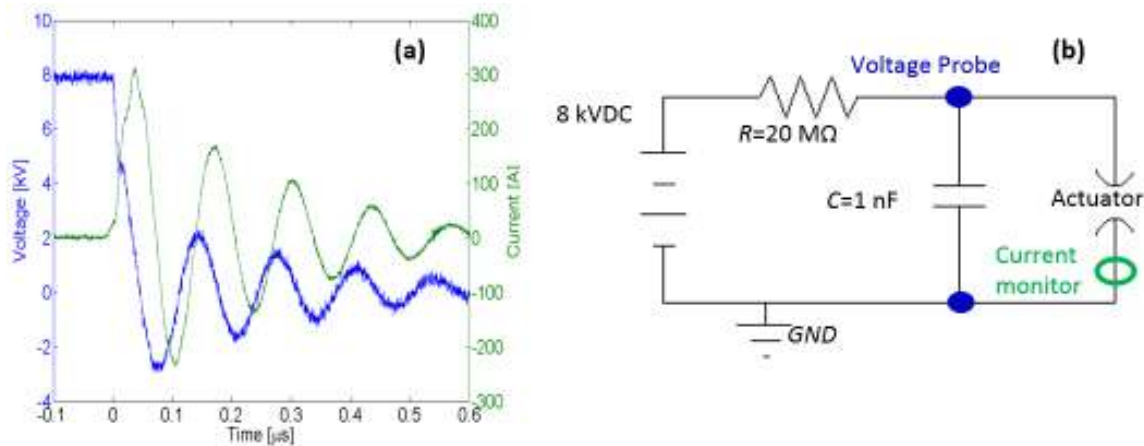 (a)
10
8
6
4
2
0
-2
-4
Voltage [kV]
400
300
200
100
0
-100
-200
-300
Current [A]
-0.1 0 0.1 0.2 0.3 0.4 0.5 0.6
Time [μs]
(b)
Voltage Probe
8 kVDC
R=20 MΩ
C=1 nF
Actuator
Current
monitor
GND